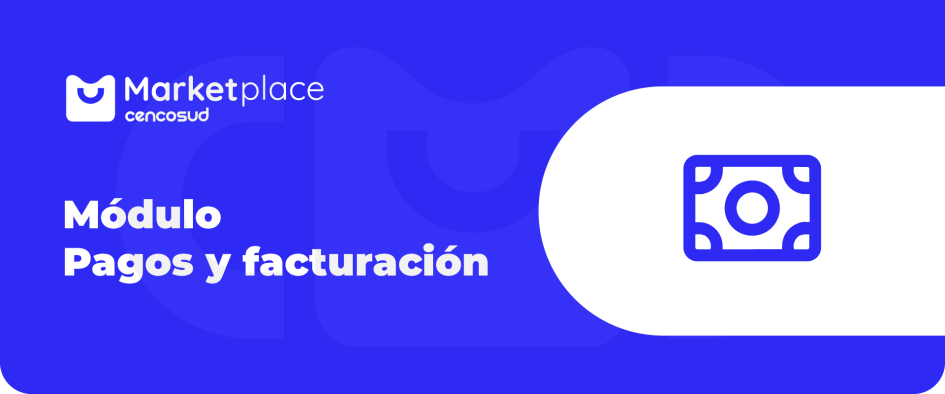 Marketplace
cencosud
Módulo
Pagos y facturación